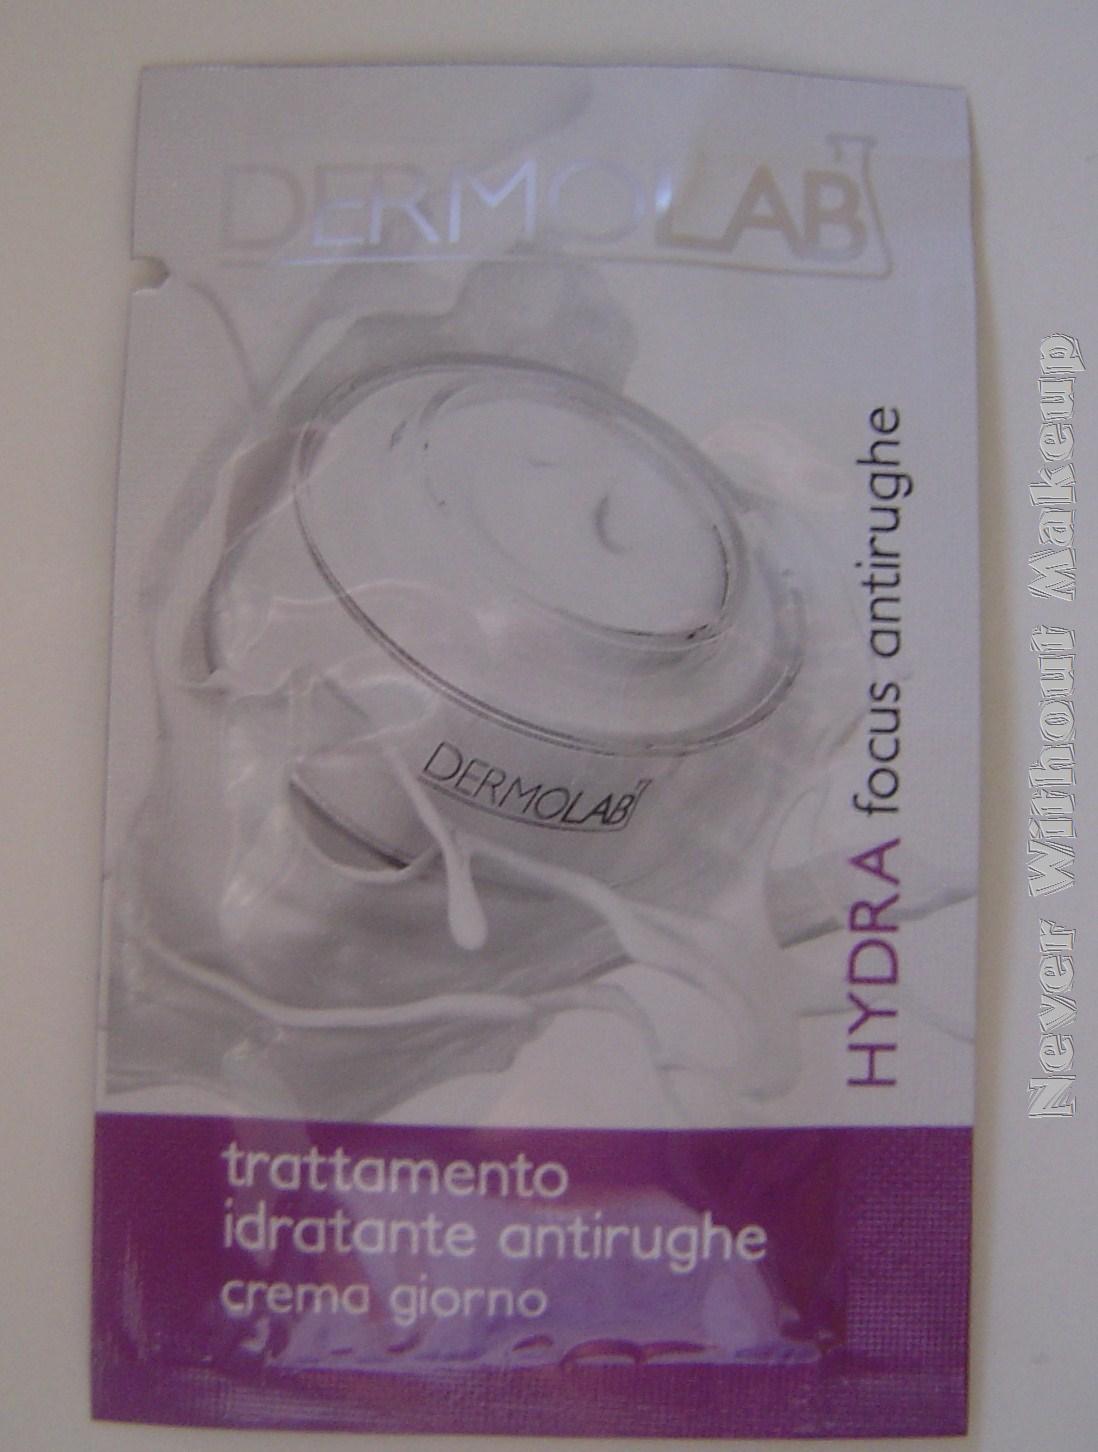 DERMOLAB
DERMOLAB
HYDRA focus antirughe
trattamento
idratante antirughe
crema giorno
Never Without Makeup